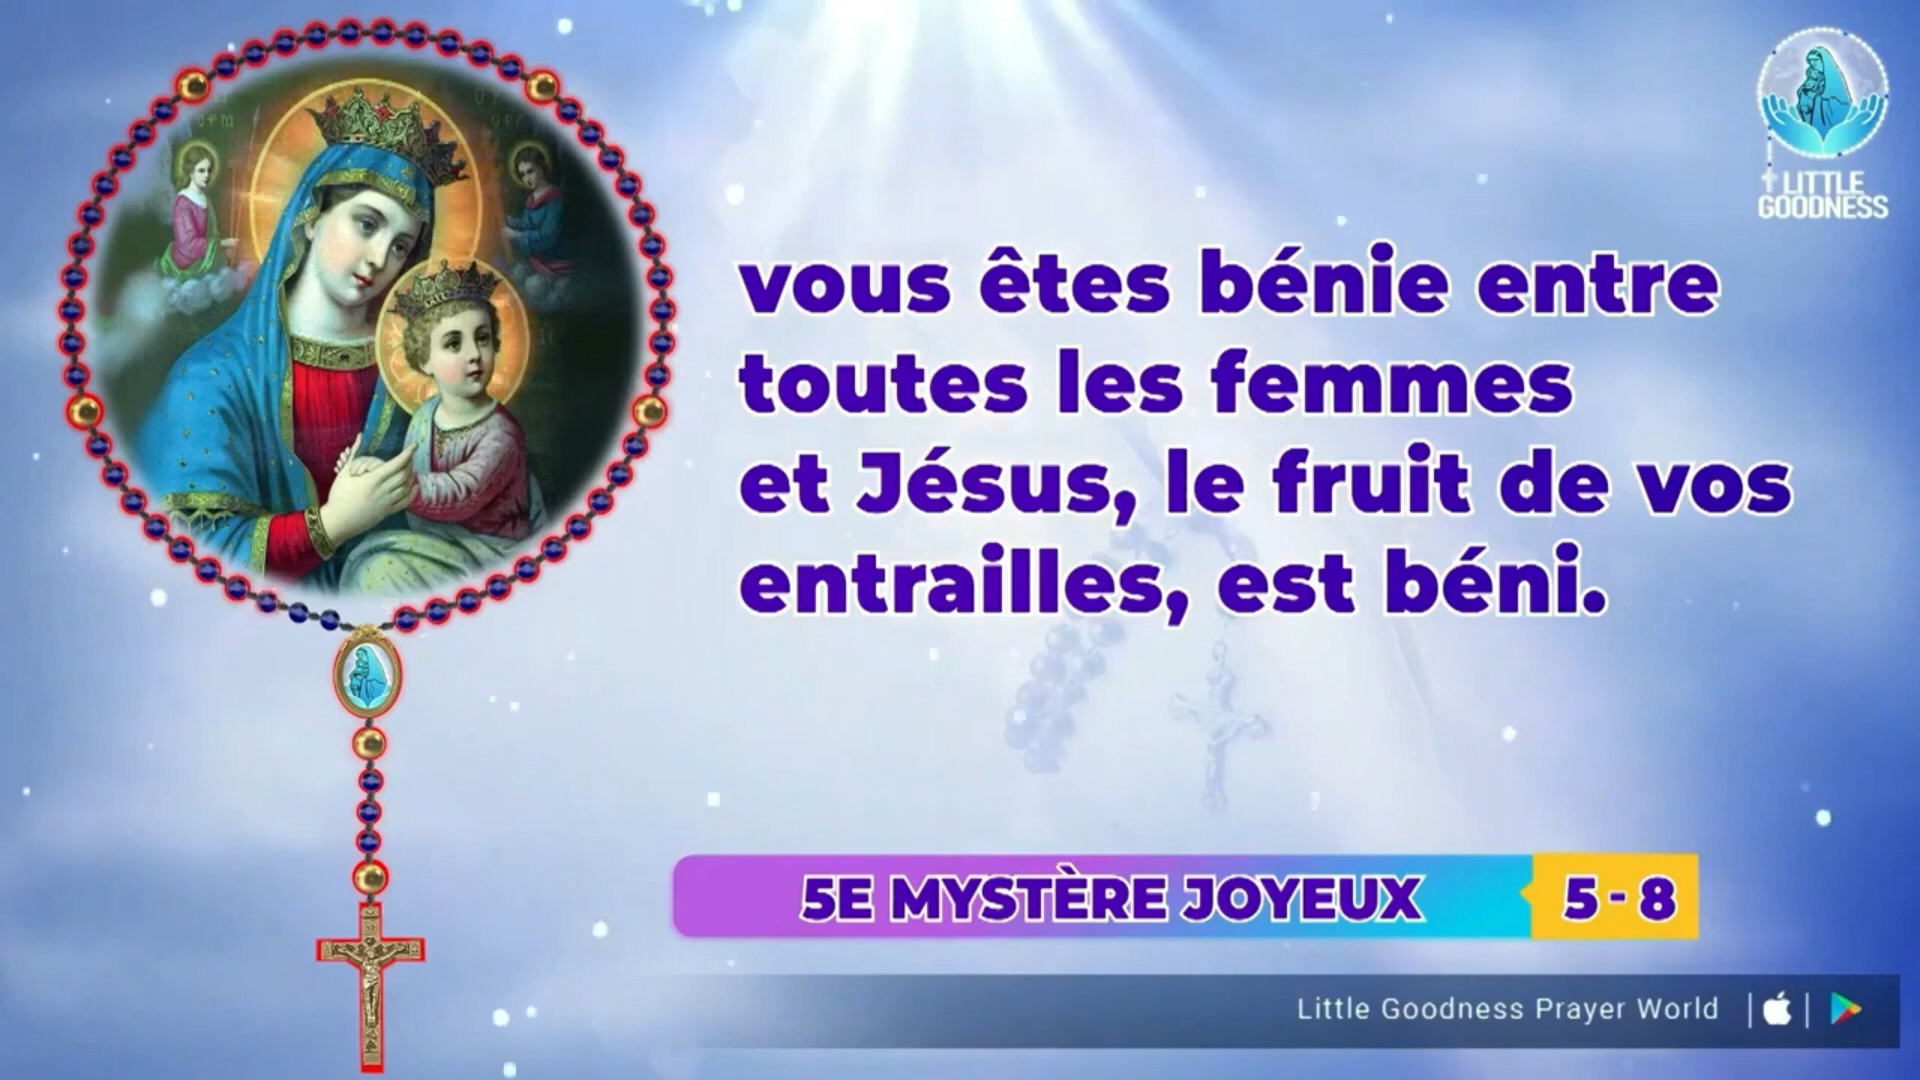 LITTLE
GOODNESS
vous êtes bénie entre
toutes les femmes
et Jésus, le fruit de vos
entrailles, est béni.
5E MYSTÈRE JOYEUX 5 - 8
Little Goodness Prayer World